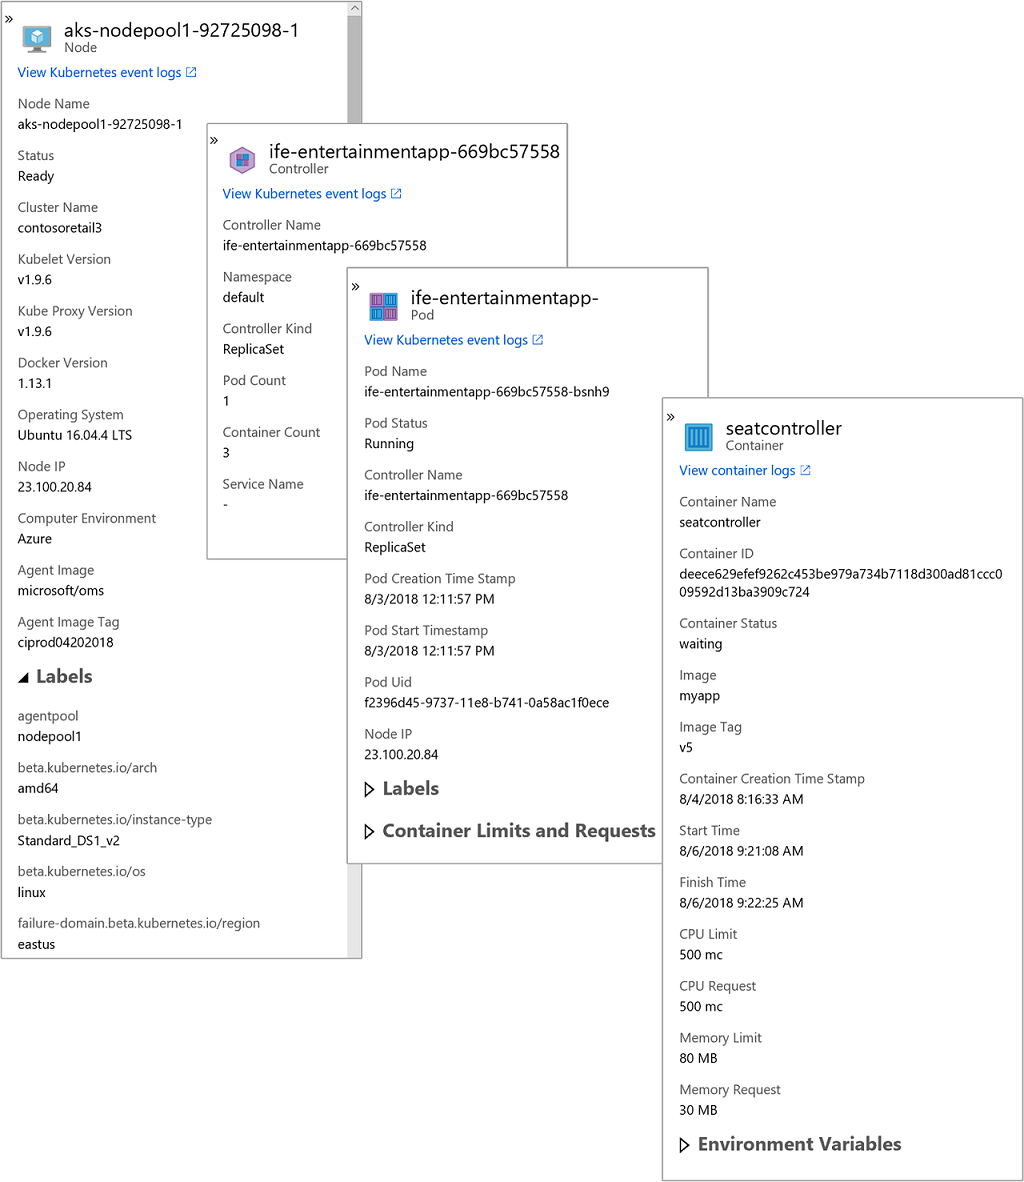 aks-nodepool1-92725098-1
Node
View Kubernetes event logs
Node Name
aks-nodepool1-92725098-1
Status
Ready
Cluster Name
contosoretail3
Kubelet Version
v1.9.6
Kube Proxy Version
v1.9.6
Docker Version
1.13.1
Operating System
Ubuntu 16.04.4 LTS
Node IP
23.100.20.84
Computer Environment
Azure
Agent Image
microsoft/oms
Agent Image Tag
ciprod04202018
Labels
agentpool
nodepool1
beta.kubernetes.io/arch
amd64
beta.kubernetes.io/instance-type
Standard_DS1_v2
beta.kubernetes.io/os
linux
failure-domain.beta.kubernetes.io/region
eastus
ife-entertainmentapp-669bc57558
Controller
View Kubernetes event logs
Controller Name
ife-entertainmentapp-669bc57558
Namespace
default
Controller Kind
ReplicaSet
Pod Count
1
Container Count
3
Service Name
-
ife-entertainmentapp-
Pod
View Kubernetes event logs
Pod Name
ife-entertainmentapp-669bc57558-bsnh9
Pod Status
Running
Controller Name
ife-entertainmentapp-669bc57558
Controller Kind
ReplicaSet
Pod Creation Time Stamp
8/3/2018 12:11:57 PM
Pod Start Timestamp
8/3/2018 12:11:57 PM
Pod Uid
f2396d45-9737-11e8-b741-0a58ac1f0ece
Node IP
23.100.20.84
Labels
Container Limits and Requests
seatcontroller
Container
View container logs
Container Name
seatcontroller
Container ID
deece629efef9262c453be979a734b7118d300ad81ccc0
09592d13ba3909c724
Container Status
waiting
Image
myapp
Image Tag
v5
Container Creation Time Stamp
8/4/2018 8:16:33 AM
Start Time
8/6/2018 9:21:08 AM
Finish Time
8/6/2018 9:22:25 AM
CPU Limit
500 mc
CPU Request
500 mc
Memory Limit
80 MB
Memory Request
30 MB
Environment Variables